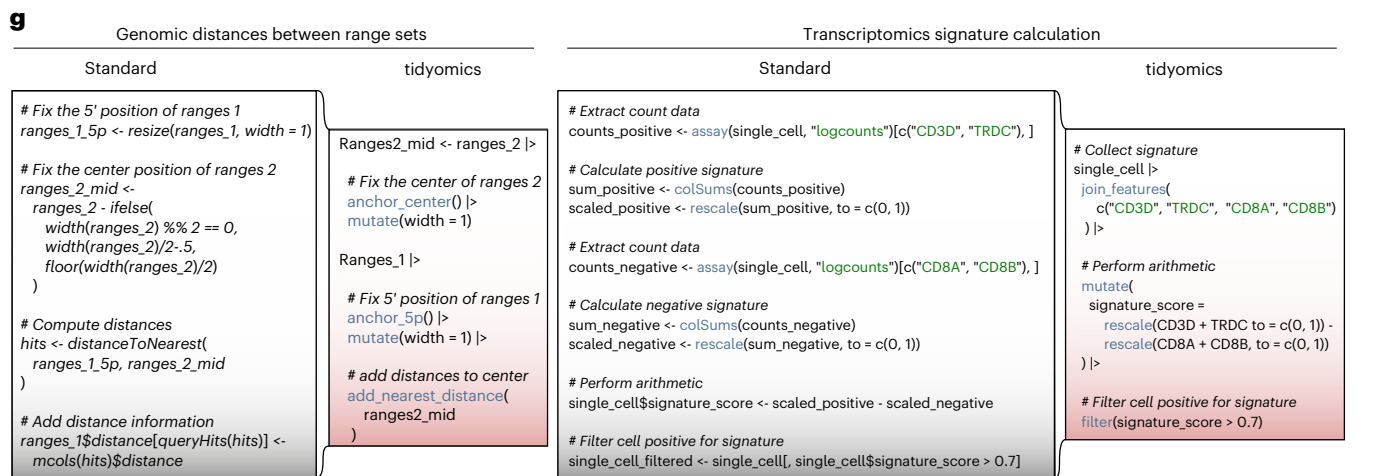 g
Genomic distances between range sets
Standard
tidyomics
# Fix the 5' position of ranges 1
ranges_1_5p <- resize(ranges_1, width = 1)
# Fix the center position of ranges 2
ranges_2_mid <-
ranges_2 - ifelse(
width(ranges_2) %% 2 == 0,
width(ranges_2)/2-.5,
floor(width(ranges_2)/2)
)
# Compute distances
hits <- distanceToNearest(
ranges_1_5p, ranges_2_mid
)
# Add distance information
ranges_1$distance[queryHits(hits)] <-
mcols(hits)$distance
Ranges2_mid <- ranges_2 |>
# Fix the center of ranges 2
anchor_center() |>
mutate(width = 1)
Ranges_1 |>
# Fix 5' position of ranges 1
anchor_5p() |>
mutate(width = 1) |>
# add distances to center
add_nearest_distance(
ranges2_mid
)
Transcriptomics signature calculation
Standard
tidyomics
# Extract count data
counts_positive <- assay(single_cell, "logcounts")[c("CD3D", "TRDC"), ]
# Calculate positive signature
sum_positive <- colSums(counts_positive)
scaled_positive <- rescale(sum_positive, to = c(0, 1))
# Extract count data
counts_negative <- assay(single_cell, "logcounts")[c("CD8A", "CD8B"), ]
# Calculate negative signature
sum_negative <- colSums(counts_negative)
scaled_negative <- rescale(sum_negative, to = c(0, 1))
# Perform arithmetic
single_cell$signature_score <- scaled_positive - scaled_negative
# Filter cell positive for signature
single_cell_filtered <- single_cell[, single_cell$signature_score > 0.7]
# Collect signature
single_cell |>
join_features(
c("CD3D", "TRDC", "CD8A", "CD8B")
) |>
# Perform arithmetic
mutate(
signature_score =
rescale(CD3D + TRDC to = c(0, 1)) -
rescale(CD8A + CD8B, to = c(0, 1))
) |>
# Filter cell positive for signature
filter(signature_score > 0.7)